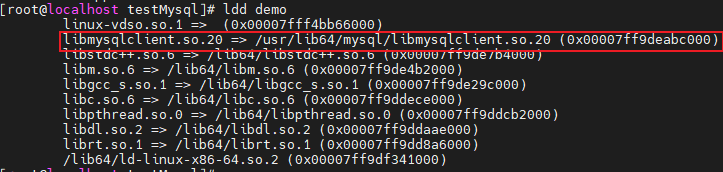 [root@localhost testMysql]# ldd demo
linux-vdso.so.1 => (0x00007fff4bb66000)
libmysqlclient.so.20 => /usr/lib64/mysql/libmysqlclient.so.20 (0x00007ff9deabc000)
libstdc++.so.6 => /lib64/libstdc++.so.6 (0x00007ff9de7b4000)
libm.so.6 => /lib64/libm.so.6 (0x00007ff9de4b2000)
libgcc_s.so.1 => /lib64/libgcc_s.so.1 (0x00007ff9de29c000)
libc.so.6 => /lib64/libc.so.6 (0x00007ff9ddece000)
libpthread.so.0 => /lib64/libpthread.so.0 (0x00007ff9ddcb2000)
libdl.so.2 => /lib64/libdl.so.2 (0x00007ff9ddaae000)
librt.so.1 => /lib64/librt.so.1 (0x00007ff9dd8a6000)
/lib64/ld-linux-x86-64.so.2 (0x00007ff9df341000)
[root@localhost testMysql]#